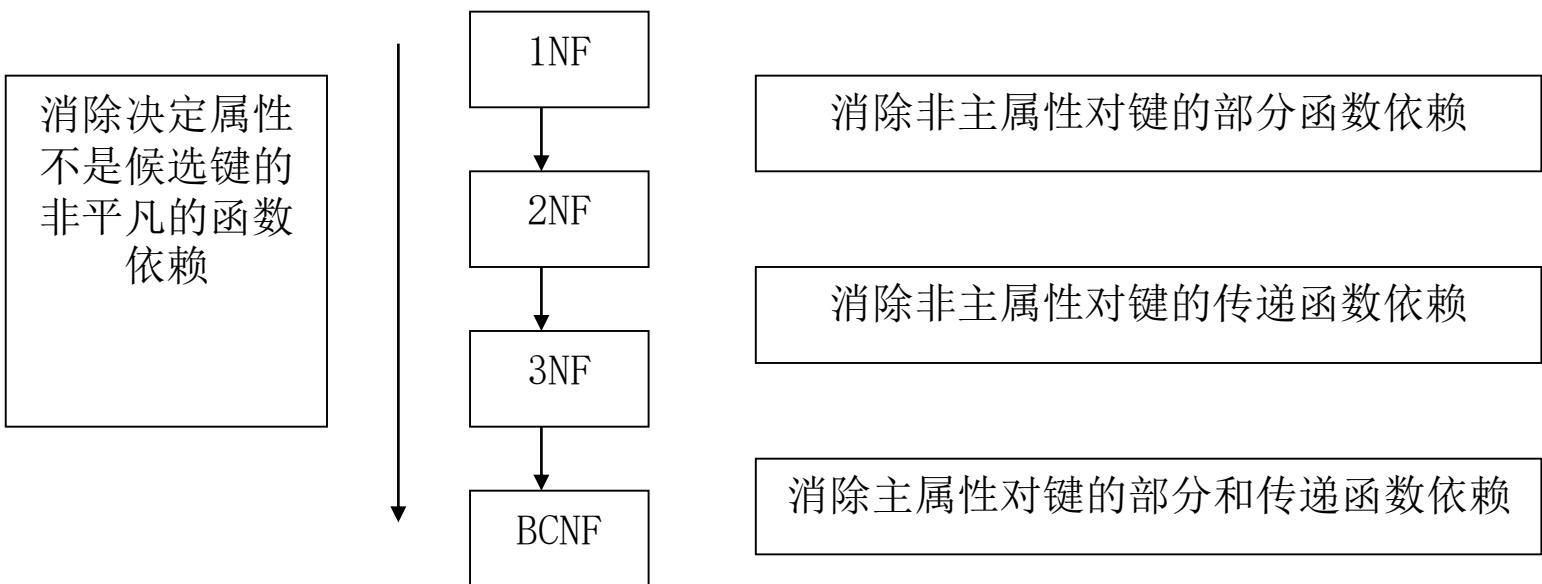 消除决定属性
不是候选键的
非平凡的函数
依赖
1NF
消除非主属性对键的部分函数依赖
2NF
消除非主属性对键的传递函数依赖
3NF
消除主属性对键的部分和传递函数依赖
BCNF